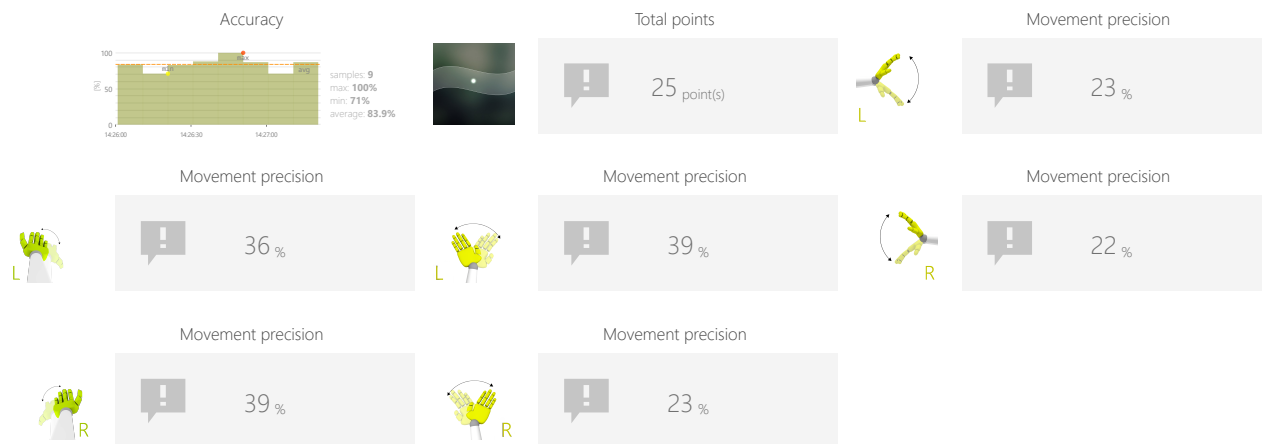 Accuracy
Total points
Movement precision
100
(%)
50
0
min
max
avg
14:26:00
14:26:30
14:27:00
samples: 9
max: 100%
min: 71%
average: 83.9%
25 point(s)
L
23 %
Movement precision
Movement precision
Movement precision
L
36 %
L
39 %
R
22 %
Movement precision
Movement precision
R
39 %
R
23 %